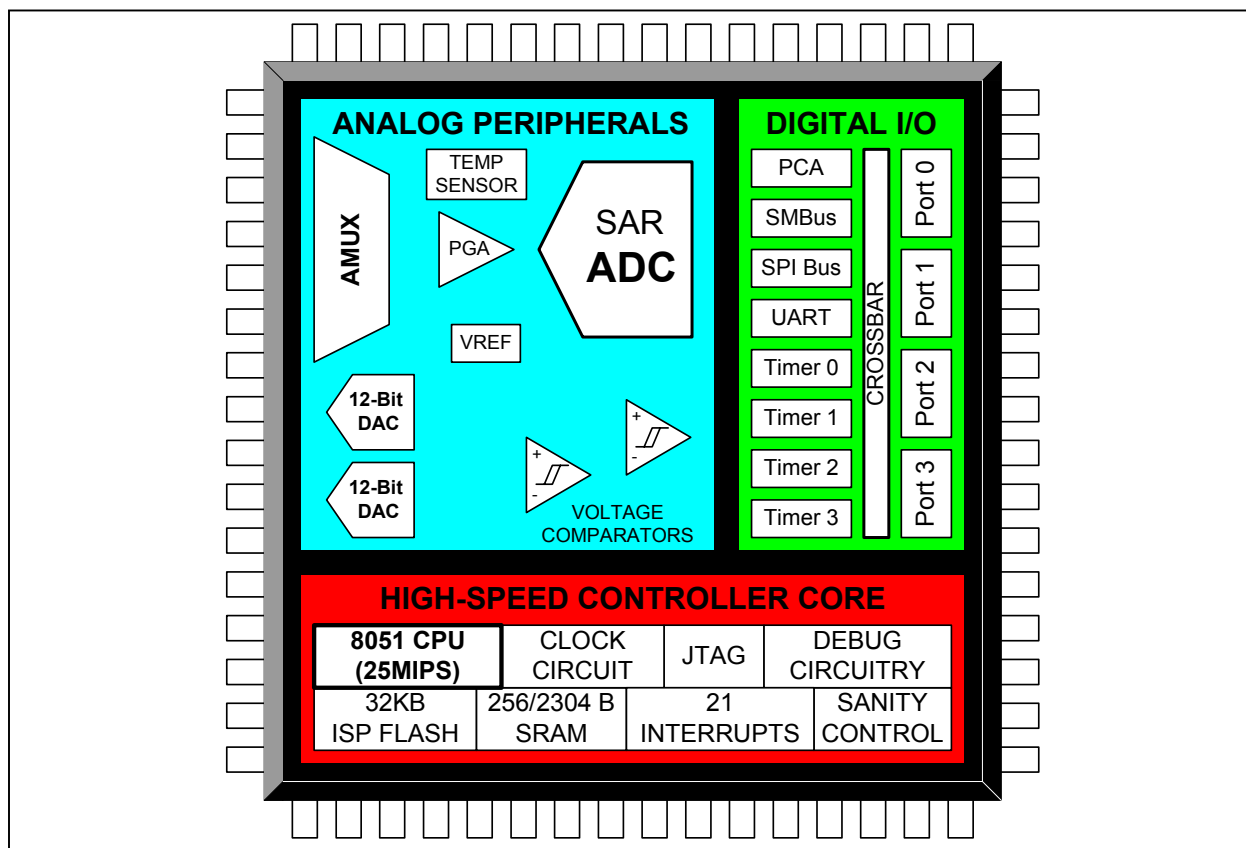 ANALOG PERIPHERALS
TEMP
SENSOR
AMUX
PGA
SAR
ADC
VREF
12-Bit
DAC
12-Bit
DAC
+
-
+
-
VOLTAGE
COMPARATORS
DIGITAL I/O
PCA
SMBus
SPI Bus
UART
Timer 0
Timer 1
Timer 2
Timer 3
CROSSBAR
Port 0
Port 1
Port 2
Port 3
HIGH-SPEED CONTROLLER CORE
8051 CPU
(25MIPS)
CLOCK
CIRCUIT
JTAG
DEBUG
CIRCUITRY
32KB
ISP FLASH
256/2304 B
SRAM
21
INTERRUPTS
SANITY
CONTROL